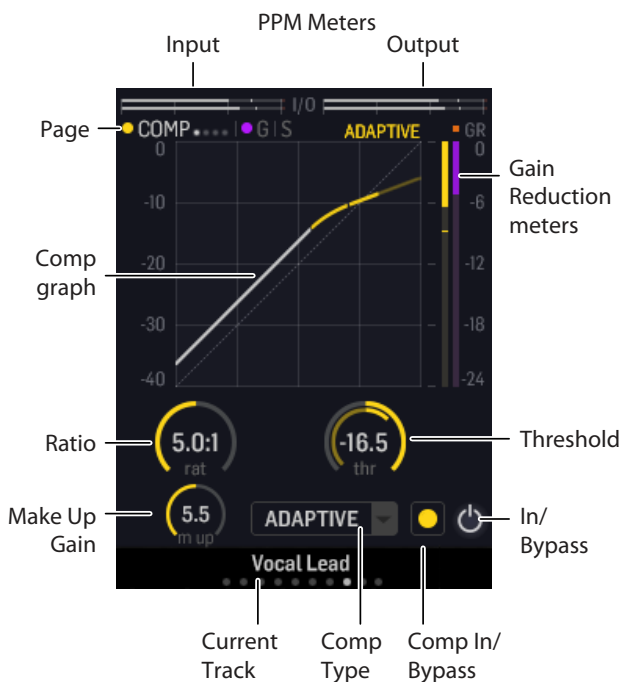 PPM Meters
Input
Output
I/O
Page
COMP
G|S
ADAPTIVE
GR
0
-10
-20
-30
-40
0
-6
-12
-18
-24
Gain
Reduction
meters
Comp
graph
Ratio
5.0:1
rat
-16.5
thr
Threshold
Make Up
Gain
5.5
m up
ADAPTIVE
In/
Bypass
Vocal Lead
Current
Track
Comp
Type
Comp In/
Bypass